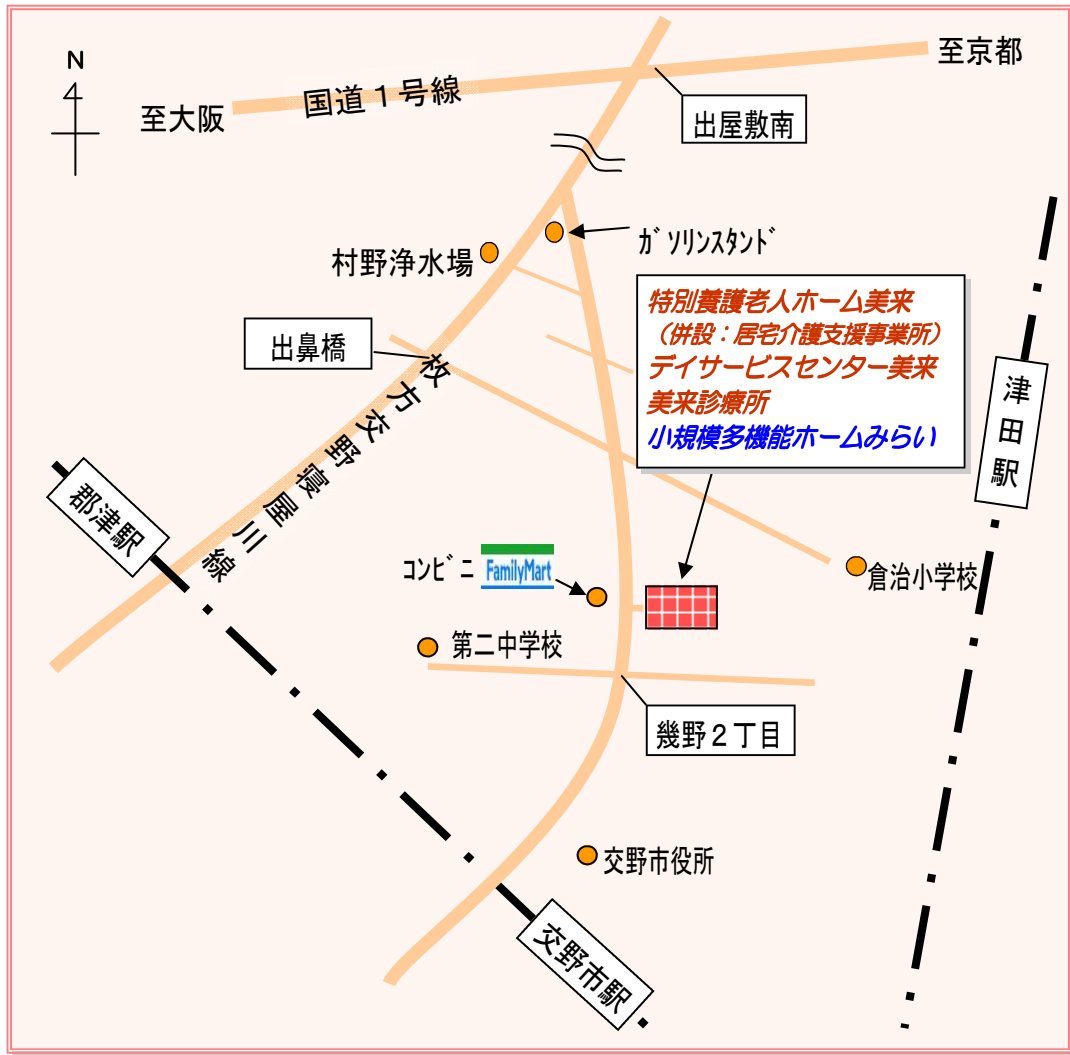 N
至京都
国道１号線
至大阪
出屋敷南
ｶﾞｿﾘﾝｽﾀﾝﾄﾞ
村野浄水場
特別養護老人ホーム美来
（併設：居宅介護支援事業所）
デイサービスセンター美来
美来診療所
小規模多機能ホームみらい
出鼻橋
枚方交野寝屋川線
津田駅
郡津駅
コンビニ
FamilyMart
倉治小学校
第二中学校
幾野２丁目
交野市役所
交野市駅